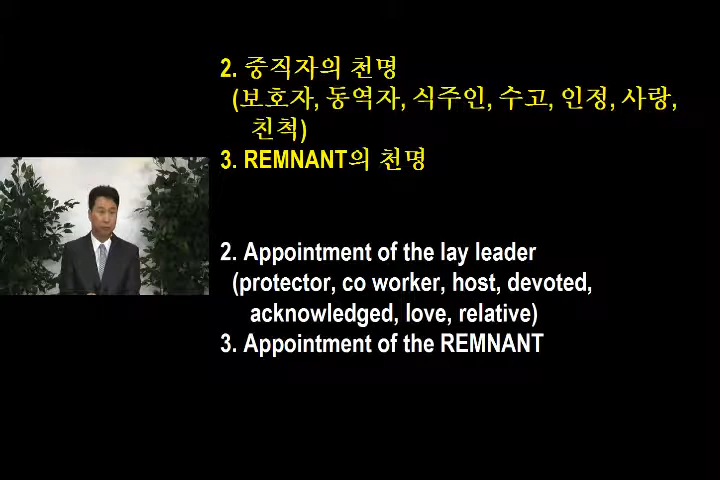 2. 중직자의 천명
(보호자, 동역자, 식주인, 수고, 인정, 사랑,
친척)
3. REMNANT의 천명
2. Appointment of the lay leader
(protector, co worker, host, devoted,
acknowledged, love, relative)
3. Appointment of the REMNANT